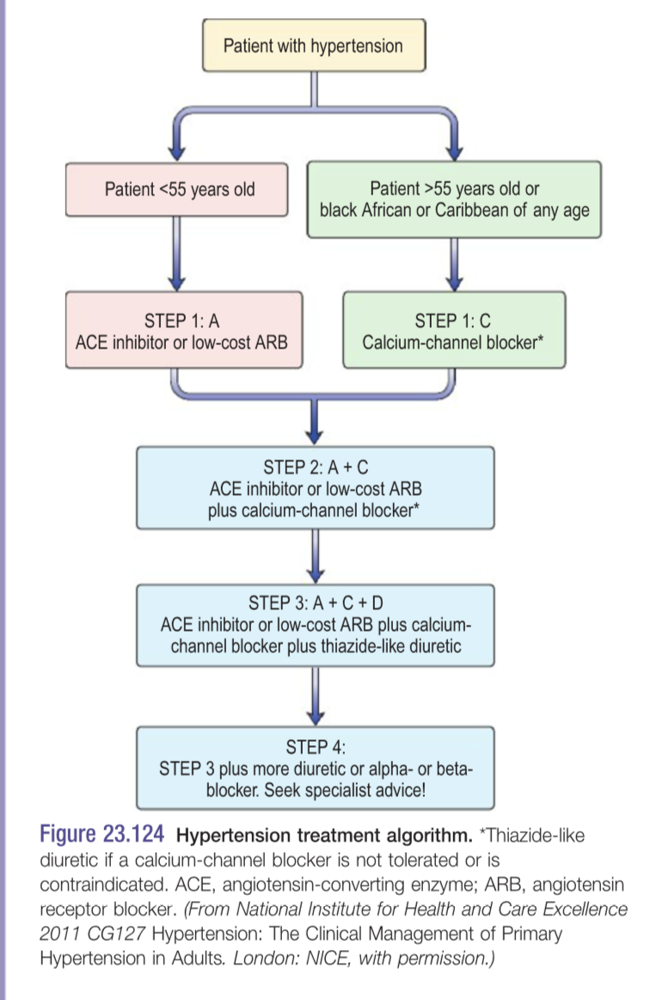 Patient with hypertension
Patient <55 years old
Patient >55 years old or
black African or Caribbean of any age
STEP 1: A
ACE inhibitor or low-cost ARB
STEP 1: C
Calcium-channel blocker*
STEP 2: A + C
ACE inhibitor or low-cost ARB
plus calcium-channel blocker*
STEP 3: A + C + D
ACE inhibitor or low-cost ARB plus calcium-
channel blocker plus thiazide-like diuretic
STEP 4:
STEP 3 plus more diuretic or alpha- or beta-
blocker. Seek specialist advice!
Figure 23.124 Hypertension treatment algorithm. *Thiazide-like
diuretic if a calcium-channel blocker is not tolerated or is
contraindicated. ACE, angiotensin-converting enzyme; ARB, angiotensin
receptor blocker. (From National Institute for Health and Care Excellence
2011 CG127 Hypertension: The Clinical Management of Primary
Hypertension in Adults. London: NICE, with permission.)